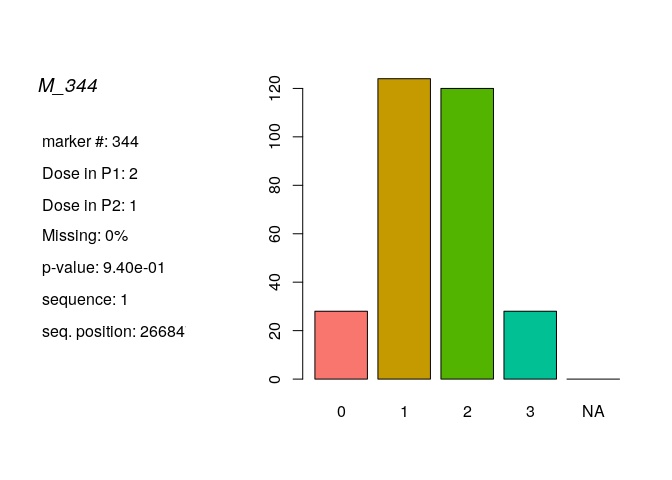 M_344
marker #: 344
Dose in P1: 2
Dose in P2: 1
Missing: 0%
p-value: 9.40e-01
sequence: 1
seq. position: 26684
120
100
80
60
40
20
0
0 1 2 3 NA